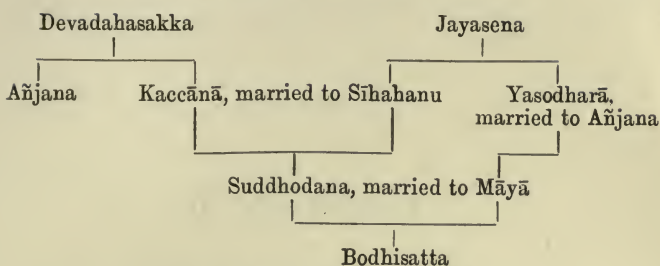 Devadahasakka Jayasena
Añjana Kaccānā, married to Sīhahanu Yasodharā,
married to Añjana
Suddhodana, married to Māyā
Bodhisatta